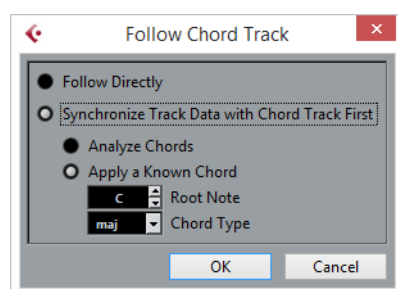 Follow Chord Track
Follow Directly
Synchronize Track Data with Chord Track First
Analyze Chords
Apply a Known Chord
C Root Note
maj Chord Type
OK Cancel